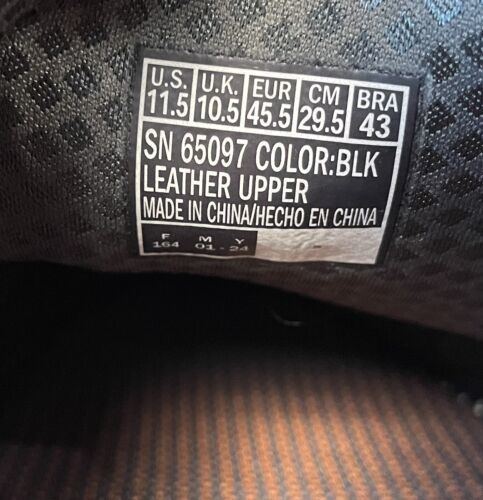 U.S. U.K. EUR CM BRA
11.5 10.5 45.5 29.5 43
SN 65097 COLOR:BLK
LEATHER UPPER
MADE IN CHINA/HECHO EN CHINA
F M Y
164 01 - 24 -